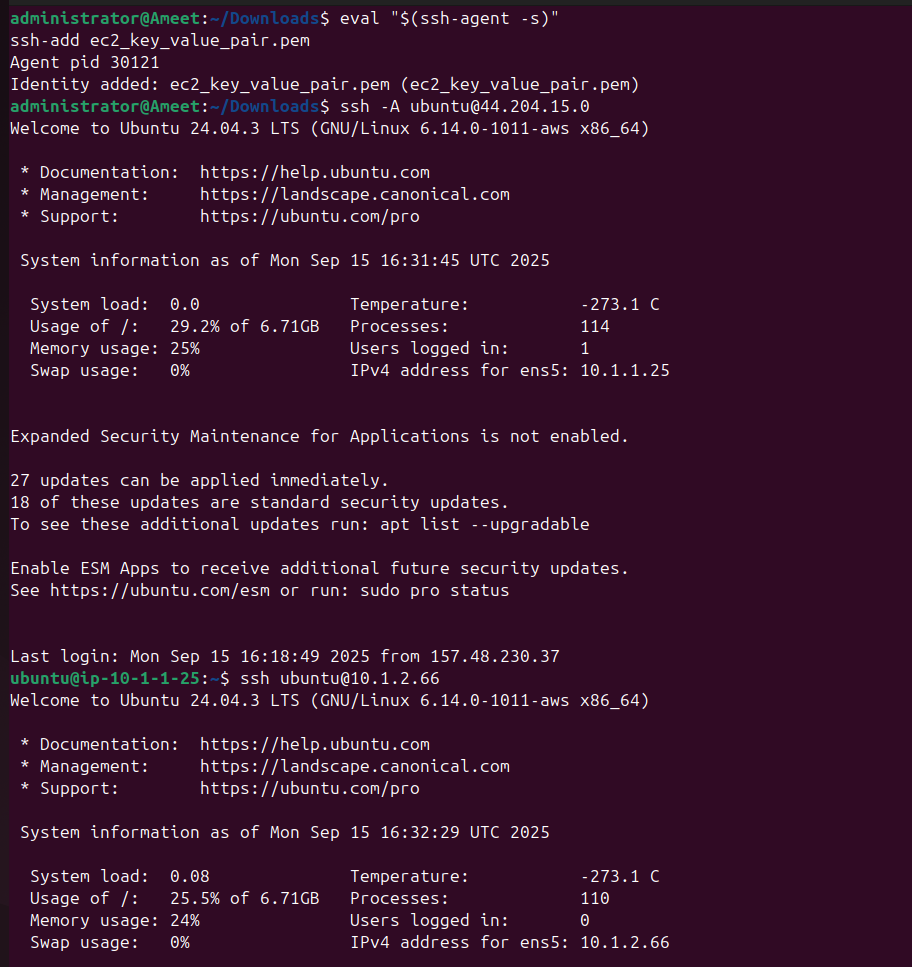 administrator@Ameet:~/Downloads$ eval "$(ssh-agent -s)"
ssh-add ec2_key_value_pair.pem
Agent pid 30121
Identity added: ec2_key_value_pair.pem (ec2_key_value_pair.pem)
administrator@Ameet:~/Downloads$ ssh -A ubuntu@44.204.15.0
Welcome to Ubuntu 24.04.3 LTS (GNU/Linux 6.14.0-1011-aws x86_64)

 * Documentation:  https://help.ubuntu.com
 * Management:     https://landscape.canonical.com
 * Support:        https://ubuntu.com/pro

 System information as of Mon Sep 15 16:31:45 UTC 2025

  System load:  0.0               Temperature:           -273.1 C
  Usage of /:   29.2% of 6.71GB   Processes:             114
  Memory usage: 25%               Users logged in:       1
  Swap usage:   0%                IPv4 address for ens5: 10.1.1.25

Expanded Security Maintenance for Applications is not enabled.

27 updates can be applied immediately.
18 of these updates are standard security updates.
To see these additional updates run: apt list --upgradable

Enable ESM Apps to receive additional future security updates.
See https://ubuntu.com/esm or run: sudo pro status

Last login: Mon Sep 15 16:18:49 2025 from 157.48.230.37
ubuntu@ip-10-1-1-25:~$ ssh ubuntu@10.1.2.66
Welcome to Ubuntu 24.04.3 LTS (GNU/Linux 6.14.0-1011-aws x86_64)

 * Documentation:  https://help.ubuntu.com
 * Management:     https://landscape.canonical.com
 * Support:        https://ubuntu.com/pro

 System information as of Mon Sep 15 16:32:29 UTC 2025

  System load:  0.08              Temperature:           -273.1 C
  Usage of /:   25.5% of 6.71GB   Processes:             110
  Memory usage: 24%               Users logged in:       0
  Swap usage:   0%                IPv4 address for ens5: 10.1.2.66